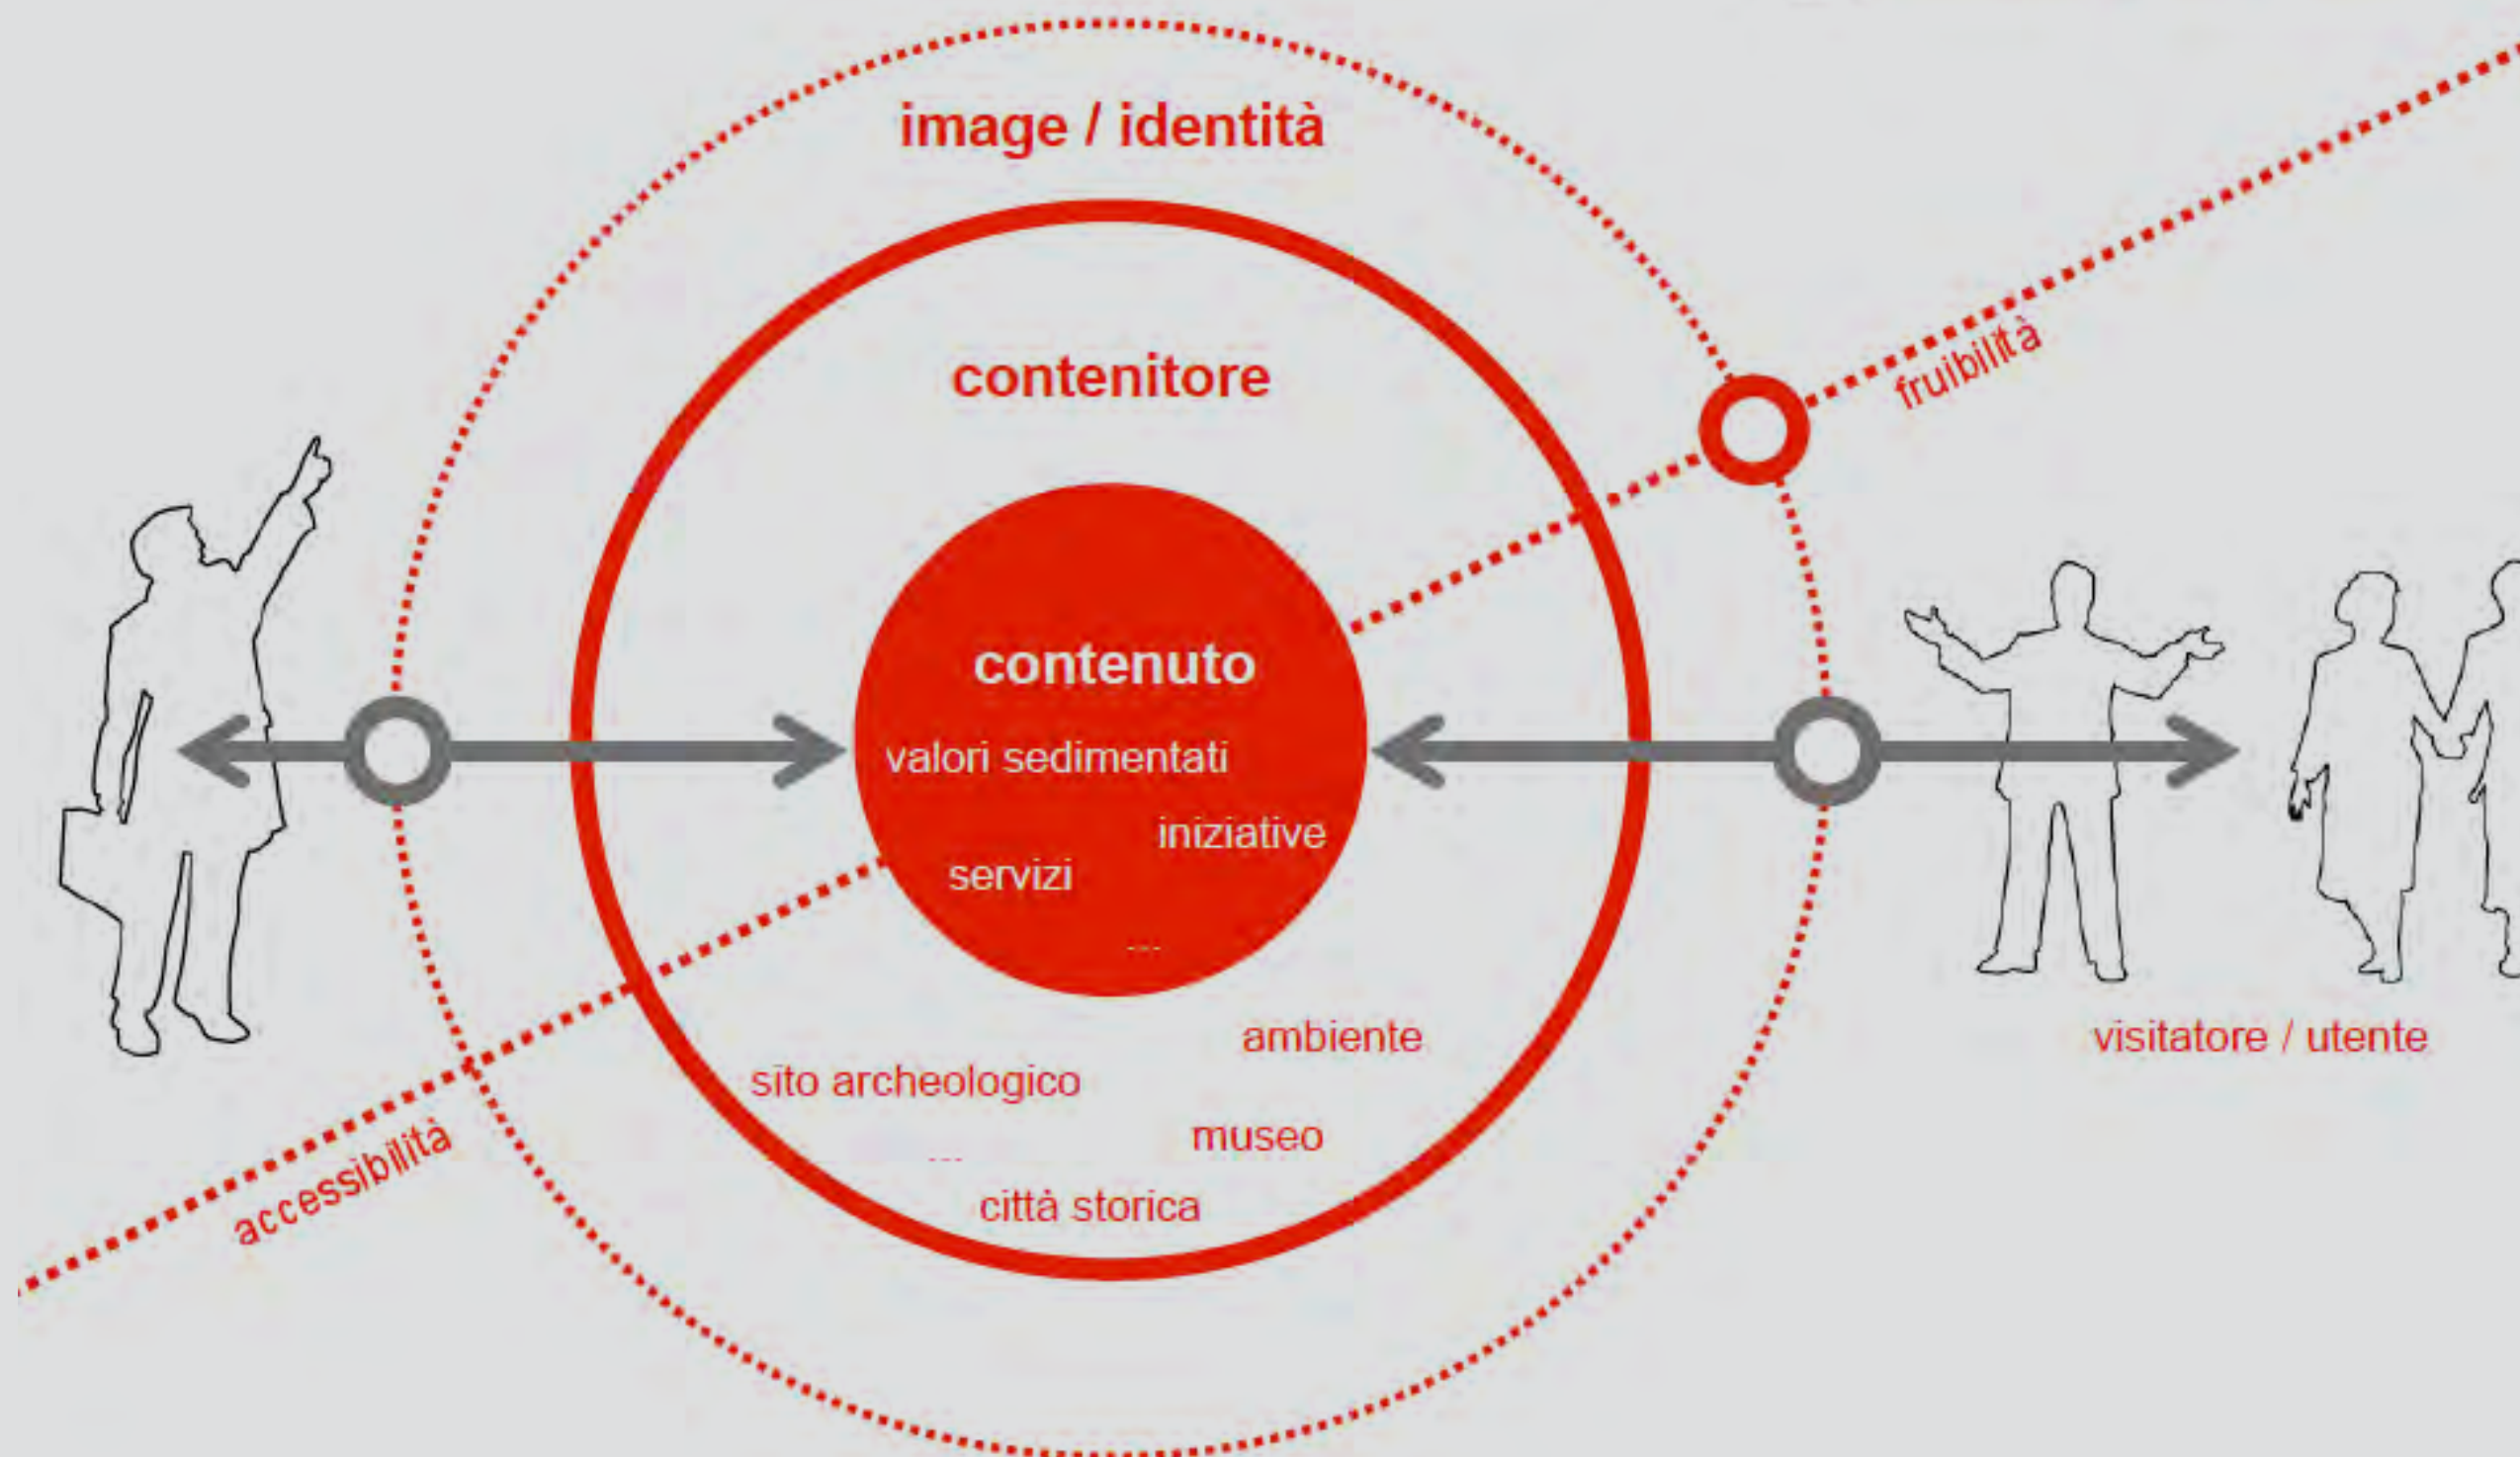 image / identità
contenitore
fruibilità
contenuto
valori sedimentati
iniziative
servizi
...
ambiente
visitatore / utente
sito archeologico
museo
...
accessibilità
città storica